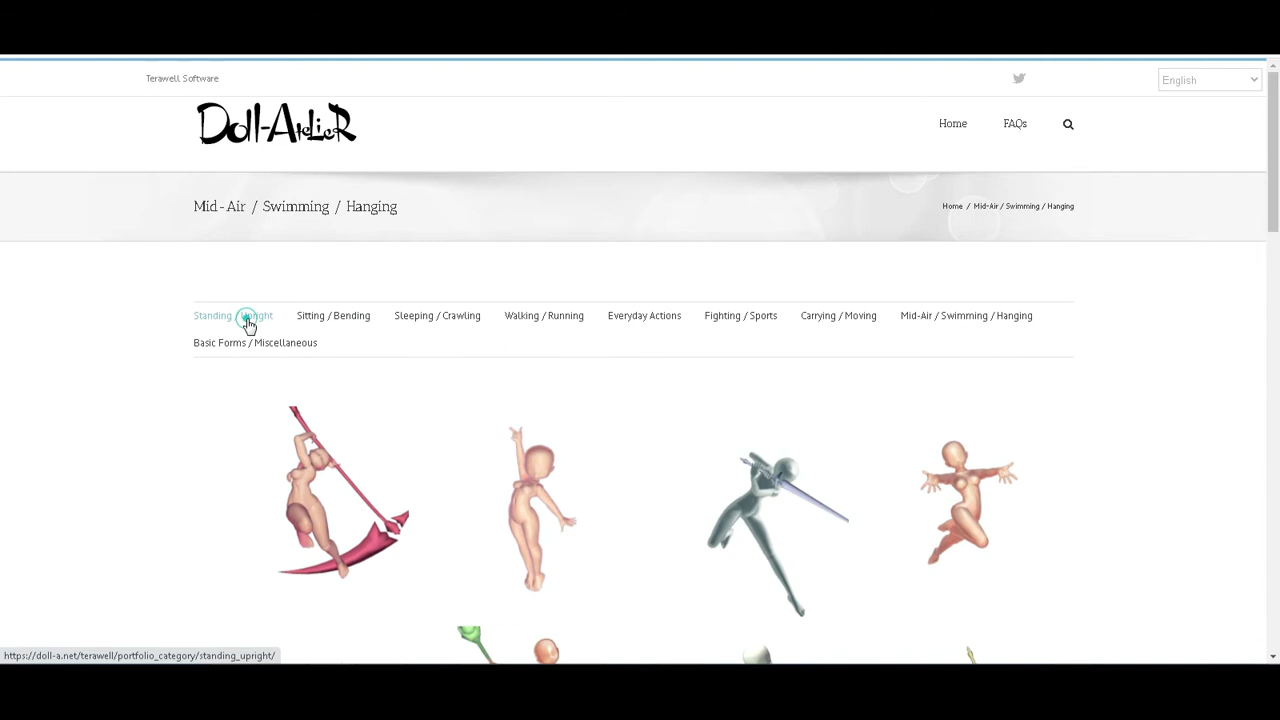 Terawell Software
English
Doll-AteLieR
Home FAQs
Mid-Air / Swimming / Hanging
Home / Mid-Air / Swimming / Hanging
Standing / Upright Sitting / Bending Sleeping / Crawling Walking / Running Everyday Actions Fighting / Sports Carrying / Moving Mid-Air / Swimming / Hanging
Basic Forms / Miscellaneous
https://doll-a.net/terawell/portfolio_category/standing_upright/